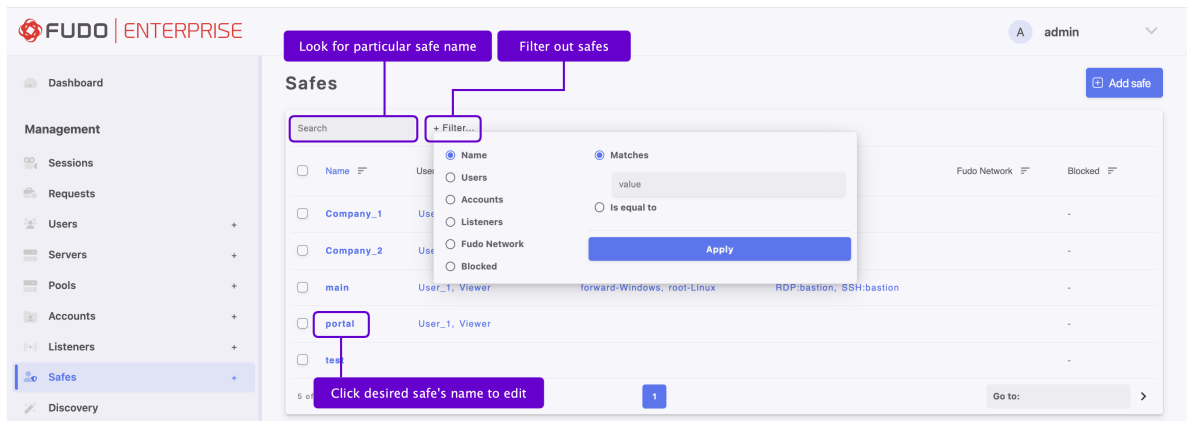 FUDO | ENTERPRISE
A admin
Look for particular safe name
Filter out safes
Dashboard
Management
Sessions
Requests
Users +
Servers +
Pools +
Accounts +
Listeners +
Safes +
Discovery
Safes
Add safe
Search
+ Filter...
Name
Users
Accounts
Listeners
Fudo Network
Blocked
Matches
value
Is equal to
Apply
Name Fudo Network Blocked
Company_1 -
Company_2 -
main User_1, Viewer forward-Windows, root-Linux RDP:bastion, SSH:bastion -
portal User_1, Viewer -
test -
Click desired safe's name to edit
5 1 Go to: